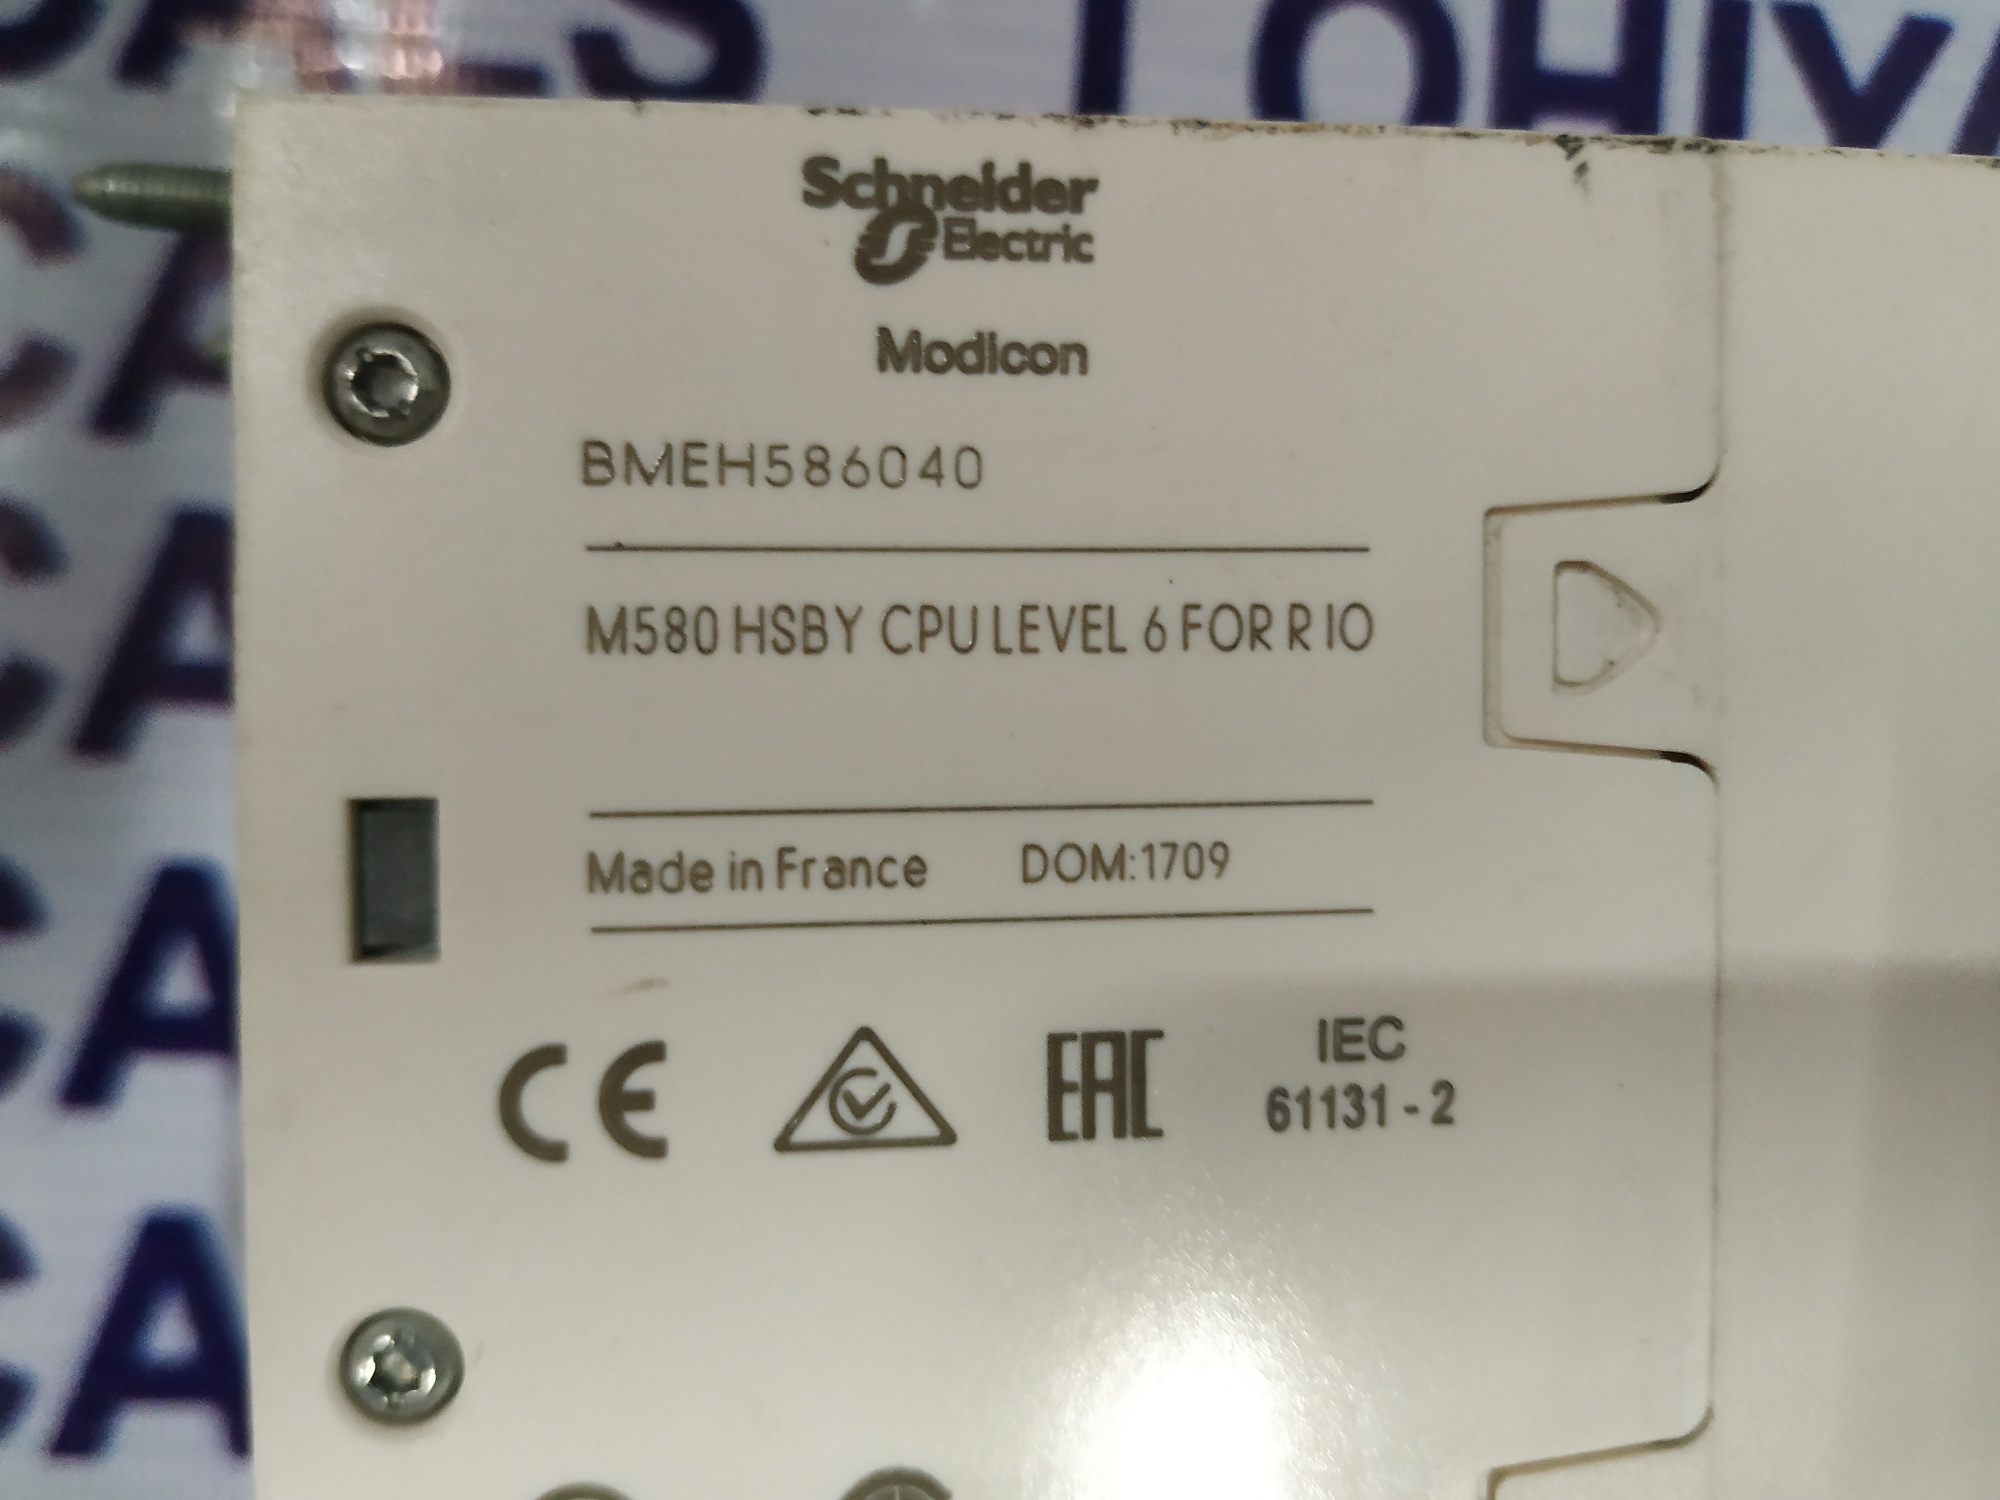 LOHIYA
Schneider
Electric
Modicon
BMEH586040
M580 HSBY CPU LEVEL 6 FOR R IO
Made in France DOM:1709
CE EAC IEC
61131-2